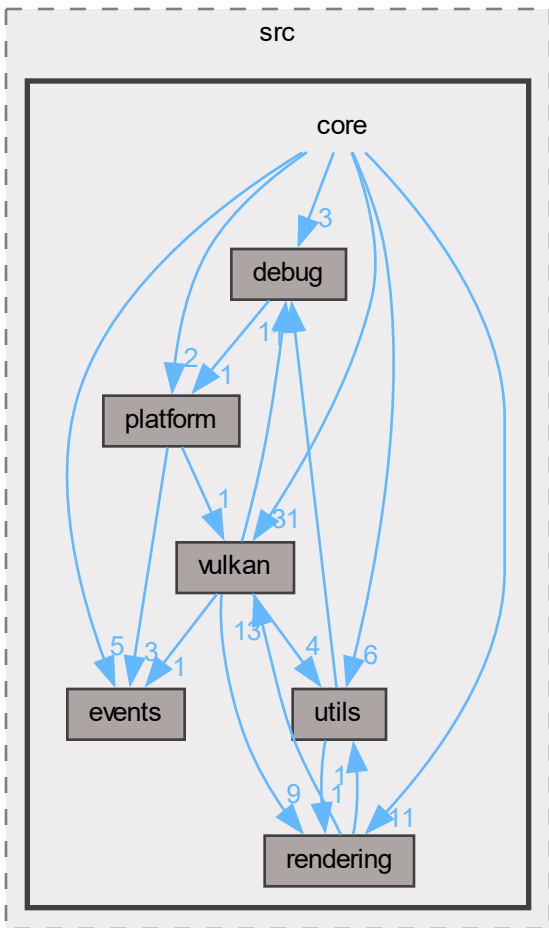 src
core
3
debug
1 1
2 1
platform
1
31
vulkan
13 4
5 3 1 6
events
utils
1
9 1
11
rendering